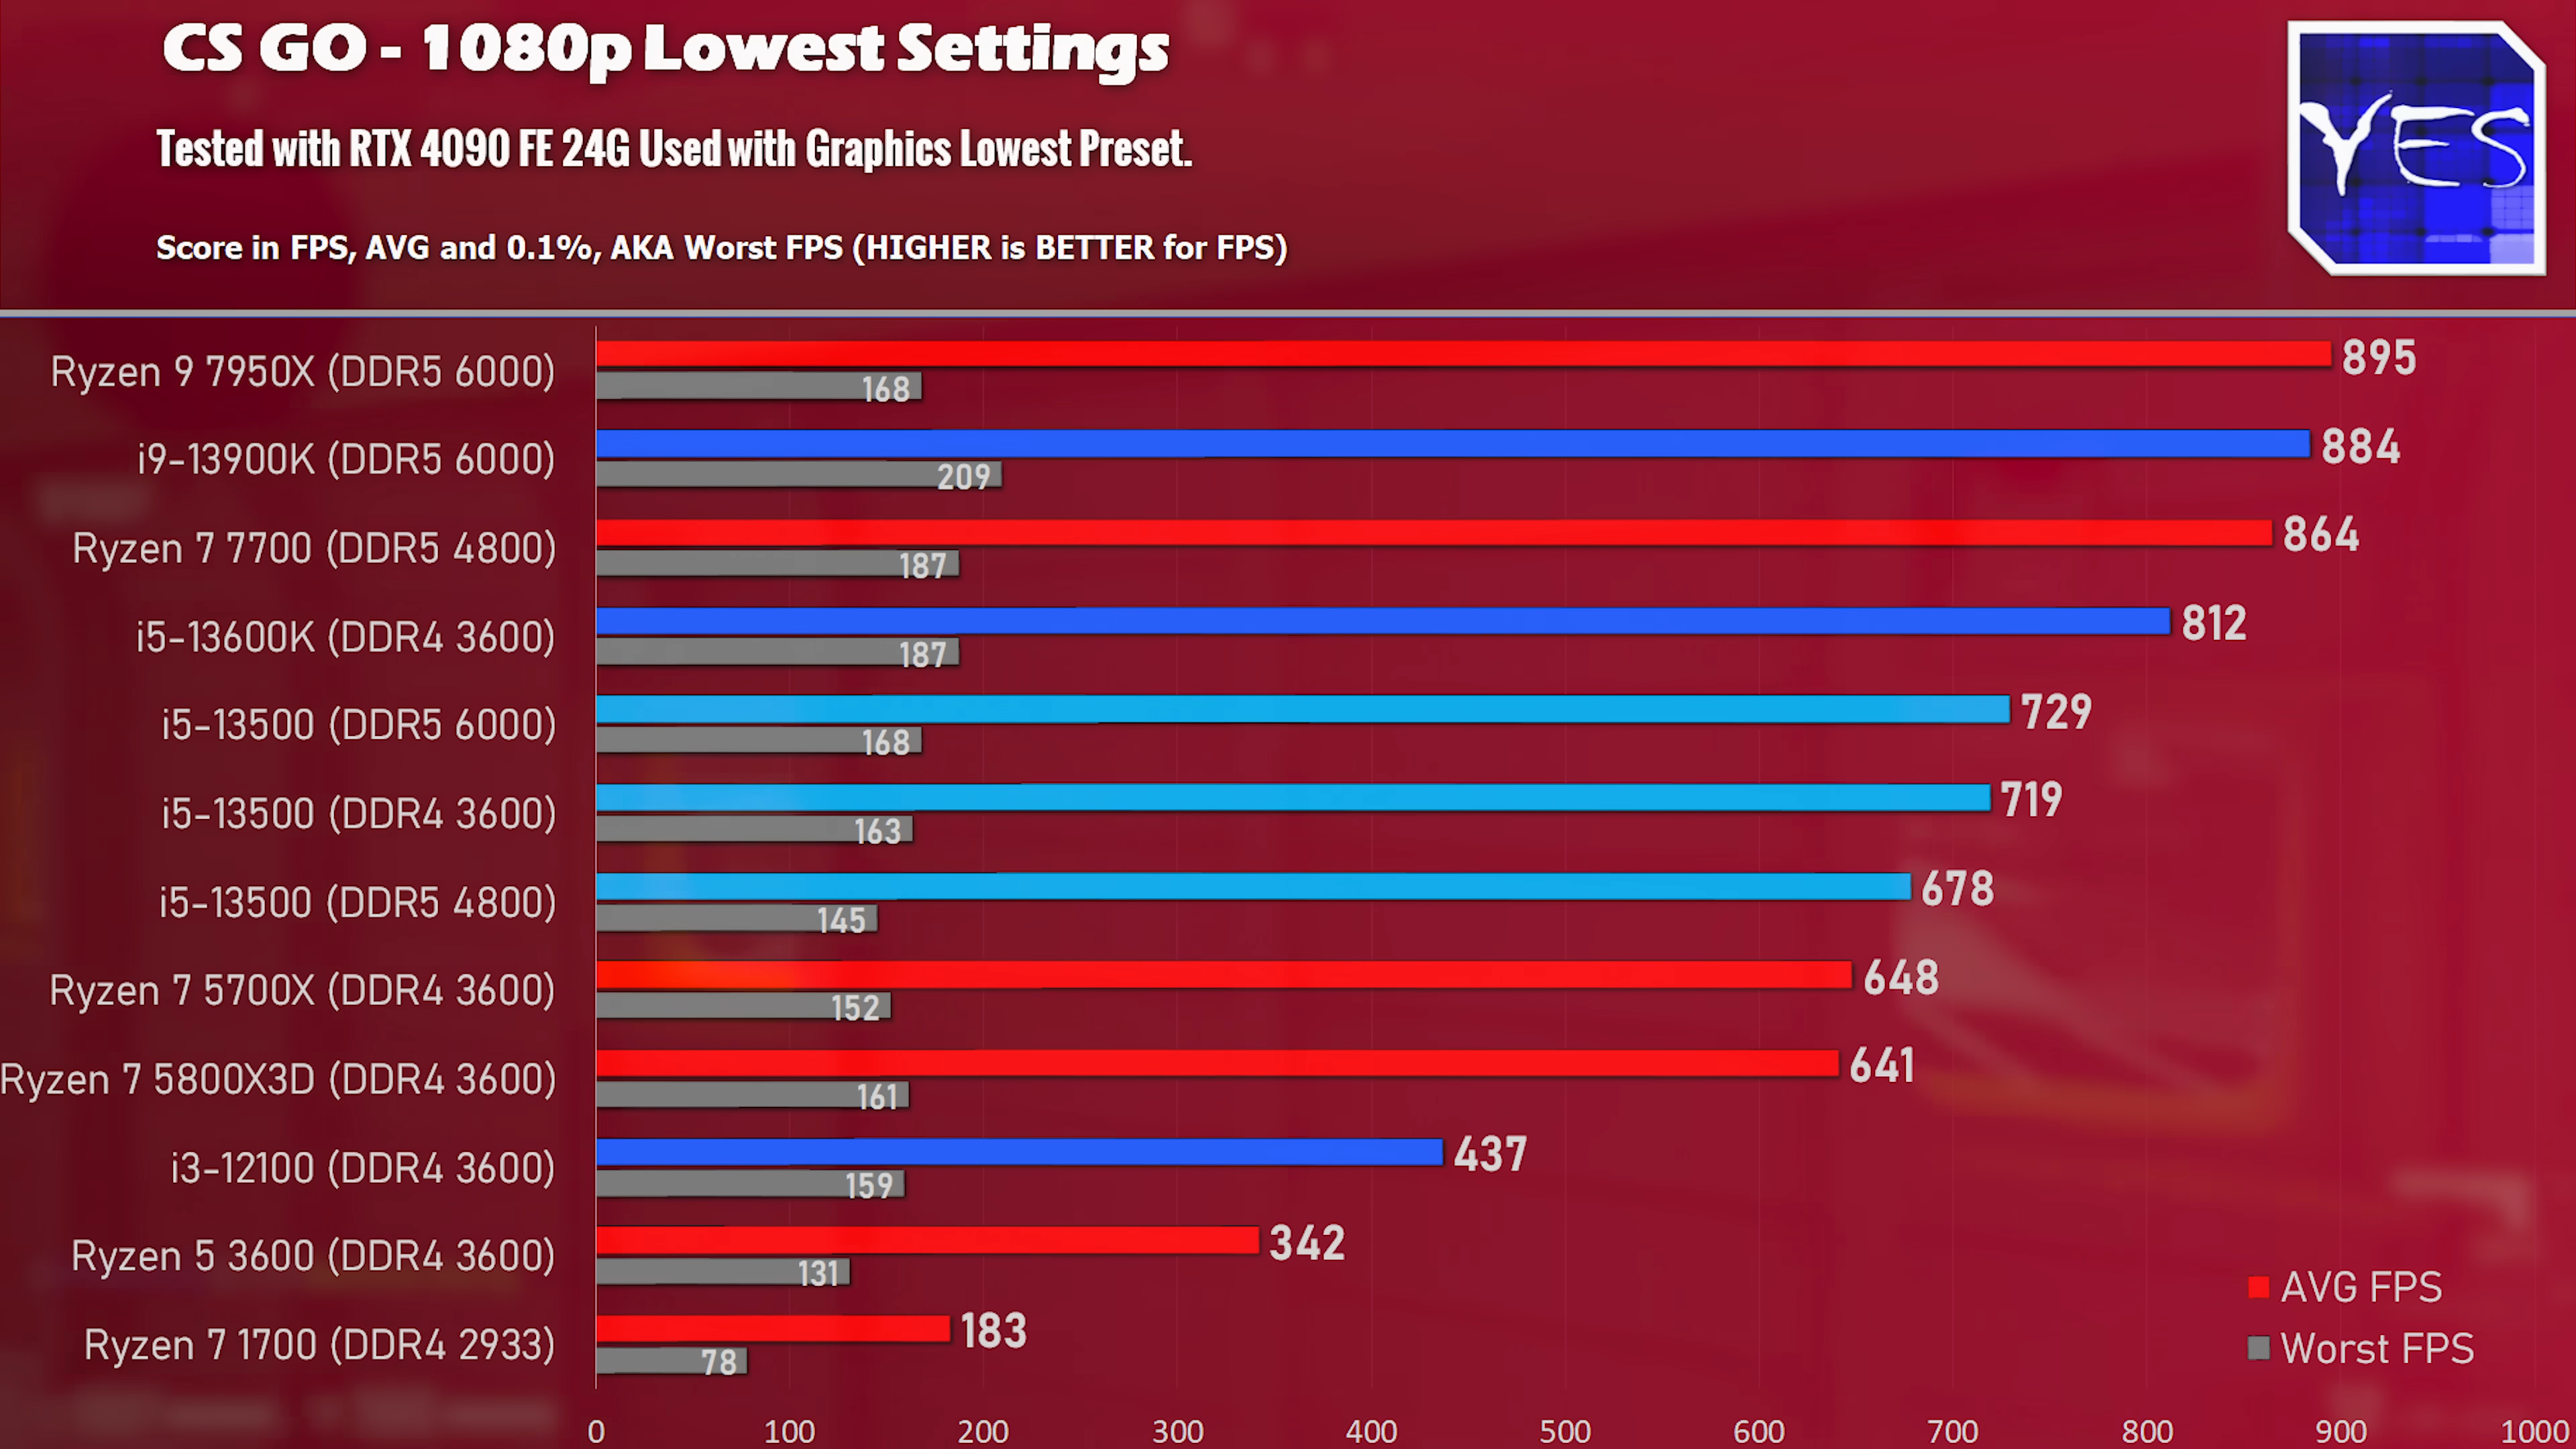 CS GO - 1080p Lowest Settings
Tested with RTX 4090 FE 24G Used with Graphics Lowest Preset.
Score in FPS, AVG and 0.1%, AKA Worst FPS (HIGHER is BETTER for FPS)
YES
Ryzen 9 7950X (DDR5 6000) 895
168
i9-13900K (DDR5 6000) 884
209
Ryzen 7 7700 (DDR5 4800) 864
187
i5-13600K (DDR4 3600) 812
187
i5-13500 (DDR5 6000) 729
168
i5-13500 (DDR4 3600) 719
163
i5-13500 (DDR5 4800) 678
145
Ryzen 7 5700X (DDR4 3600) 648
152
Ryzen 7 5800X3D (DDR4 3600) 641
161
i3-12100 (DDR4 3600) 437
159
Ryzen 5 3600 (DDR4 3600) 342
131
Ryzen 7 1700 (DDR4 2933) 183
78
AVG FPS
Worst FPS
0 100 200 300 400 500 600 700 800 900 1000